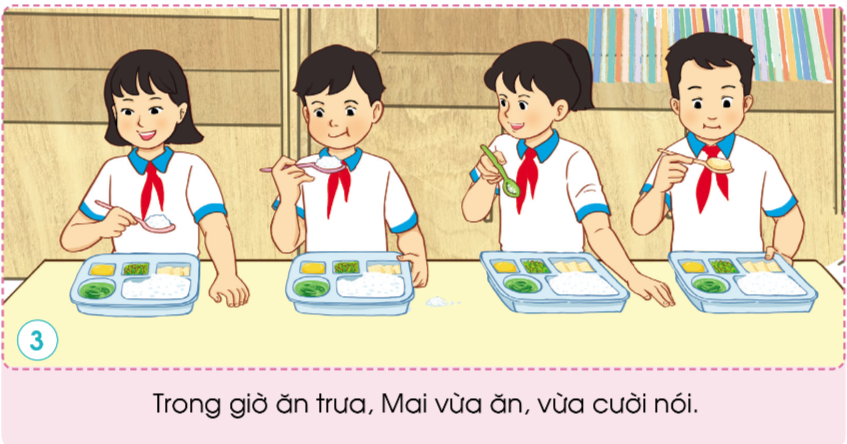 3
Trong giờ ăn trưa, Mai vừa ăn, vừa cười nói.